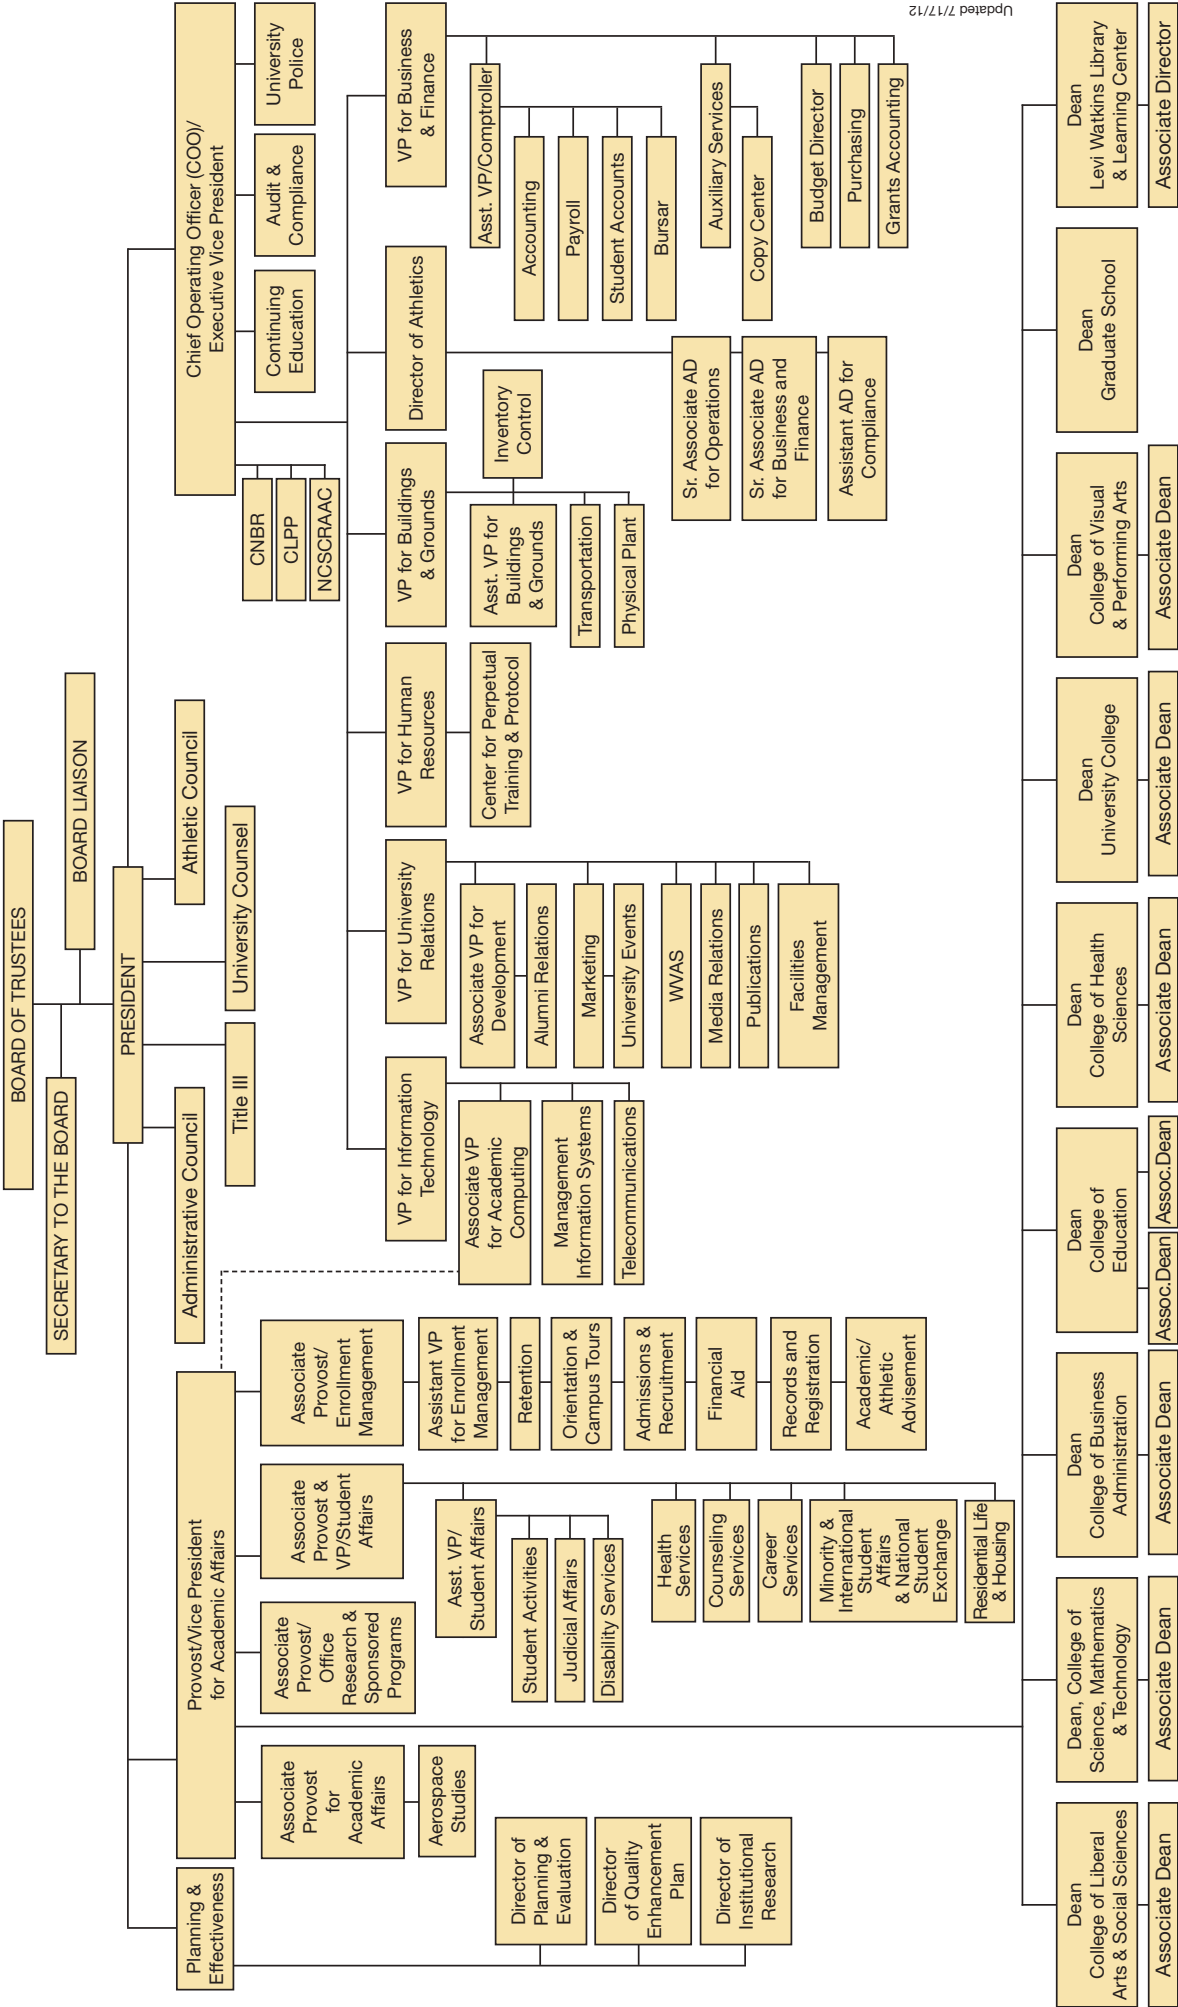 BOARD OF TRUSTEES
SECRETARY TO THE BOARD
BOARD LIAISON
PRESIDENT
Administrative Council
Athletic Council
Title III
University Counsel
Planning &
Effectiveness
Director of
Planning &
Evaluation
Director
of Quality
Enhancement
Plan
Director of
Institutional
Research
Provost/Vice President
for Academic Affairs
Associate
Provost
for
Academic
Affairs
Aerospace
Studies
Associate
Provost/
Office
Research &
Sponsored
Programs
Associate
Provost &
VP/Student
Affairs
Asst. VP/
Student Affairs
Student Activities
Judicial Affairs
Disability Services
Health
Services
Counseling
Services
Career
Services
Minority &
International
Student
Affairs
& National
Student
Exchange
Residential Life
& Housing
Associate
Provost/
Enrollment
Management
Assistant VP
for Enrollment
Management
Retention
Orientation &
Campus Tours
Admissions &
Recruitment
Financial
Aid
Records and
Registration
Academic/
Athletic
Advisement
Chief Operating Officer (COO)/
Executive Vice President
CNBR
CLPP
NCSCRAAC
Continuing
Education
Audit &
Compliance
University
Police
VP for Information
Technology
Associate VP
for Academic
Computing
Management
Information Systems
Telecommunications
VP for University
Relations
Associate VP for
Development
Alumni Relations
Marketing
University Events
WVAS
Media Relations
Publications
Facilities
Management
VP for Human
Resources
Center for Perpetual
Training & Protocol
VP for Buildings
& Grounds
Asst. VP for
Buildings
& Grounds
Inventory
Control
Transportation
Physical Plant
Director of Athletics
Sr. Associate AD
for Operations
Sr. Associate AD
for Business and
Finance
Assistant AD for
Compliance
VP for Business
& Finance
Asst. VP/Comptroller
Accounting
Payroll
Student Accounts
Bursar
Auxiliary Services
Copy Center
Budget Director
Purchasing
Grants Accounting
Dean
College of Liberal
Arts & Social Sciences
Associate Dean
Dean, College of
Science, Mathematics
& Technology
Associate Dean
Dean
College of Business
Administration
Associate Dean
Dean
College of
Education
Assoc.Dean
Assoc.Dean
Dean
College of Health
Sciences
Associate Dean
Dean
University College
Associate Dean
Dean
College of Visual
& Performing Arts
Associate Dean
Dean
Graduate School
Dean
Levi Watkins Library
& Learning Center
Associate Director
Updated 7/17/12